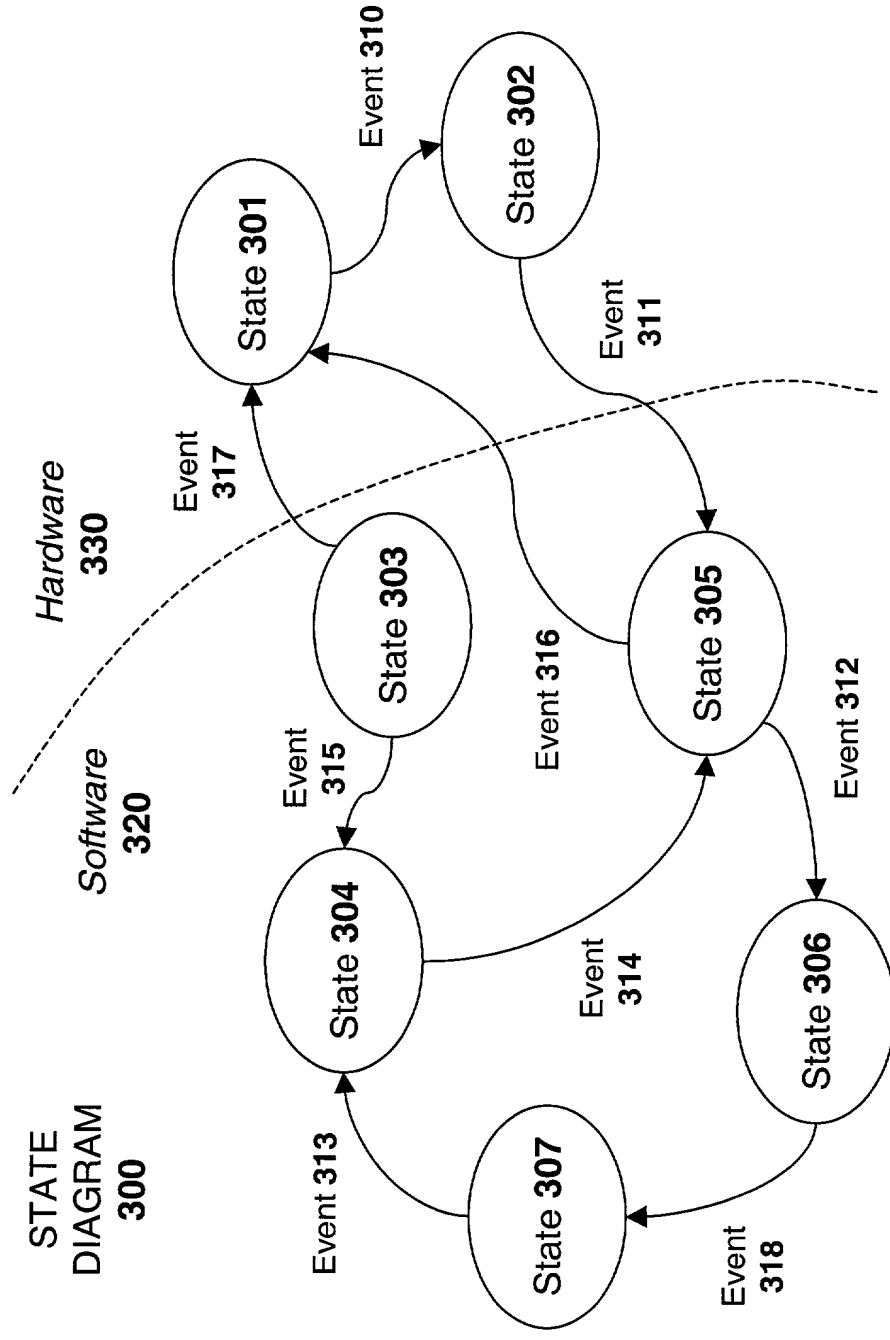 STATE
DIAGRAM
300
Software
320
Hardware
330
Event
317
State 301
Event 310
Event 313
State 304
Event
315
State 303
State 302
State 307
Event
314
Event 316
Event
311
State 305
Event
318
State 306
Event 312